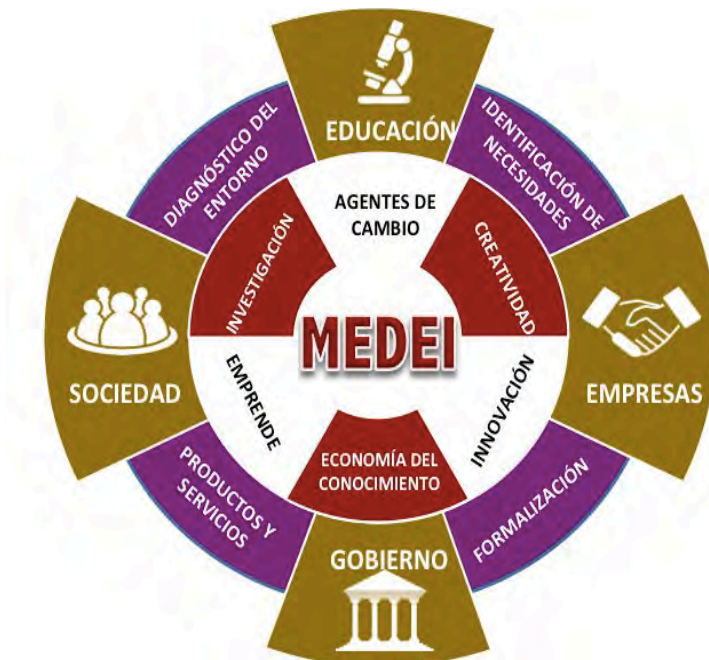 EDUCACIÓN
DIAGNÓSTICO DEL
ENTORNO
IDENTIFICACIÓN DE
NECESIDADES
AGENTES DE
CAMBIO
INVESTIGACIÓN
CREATIVIDAD
MEDEI
SOCIEDAD
EMPRESAS
EMPRENDE
INNOVACIÓN
ECONOMÍA DEL
CONOCIMIENTO
PRODUCTOS Y
SERVICIOS
FORMALIZACIÓN
GOBIERNO